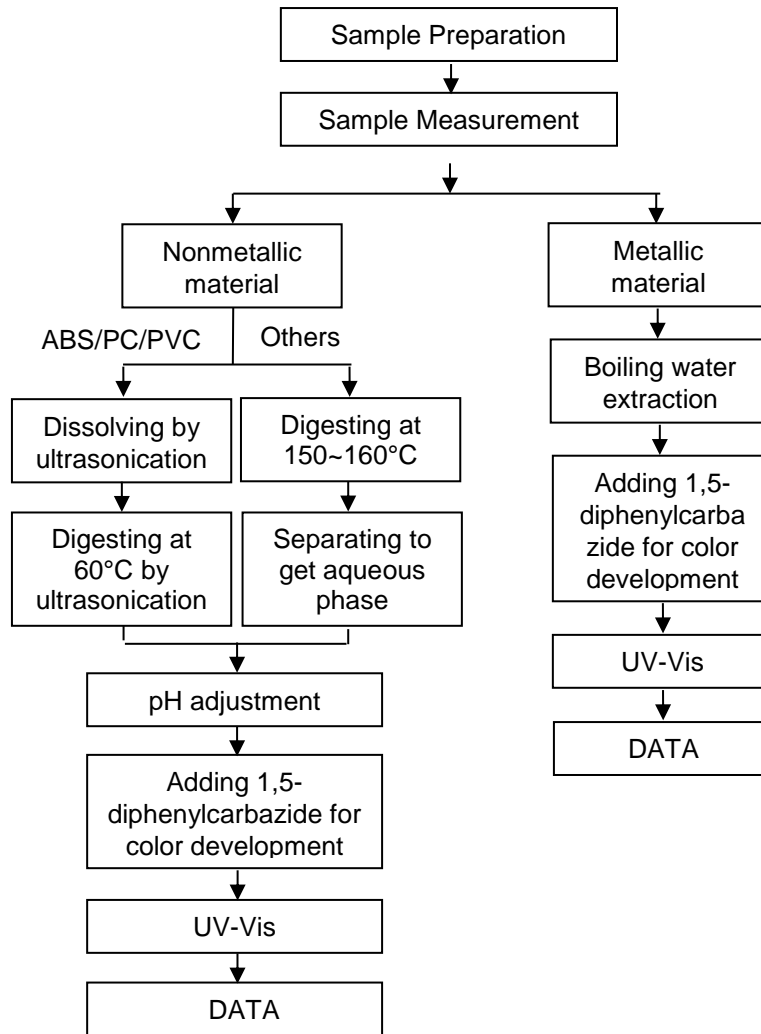 Sample Preparation
Sample Measurement
Nonmetallic
material
Metallic
material
ABS/PC/PVC
Others
Boiling water
extraction
Dissolving by
ultrasonication
Digesting at
150~160°C
Adding 1,5-
diphenylcarba
zide for color
development
Digesting at
60°C by
ultrasonication
Separating to
get aqueous
phase
UV-Vis
pH adjustment
DATA
Adding 1,5-
diphenylcarbazide for
color development
UV-Vis
DATA